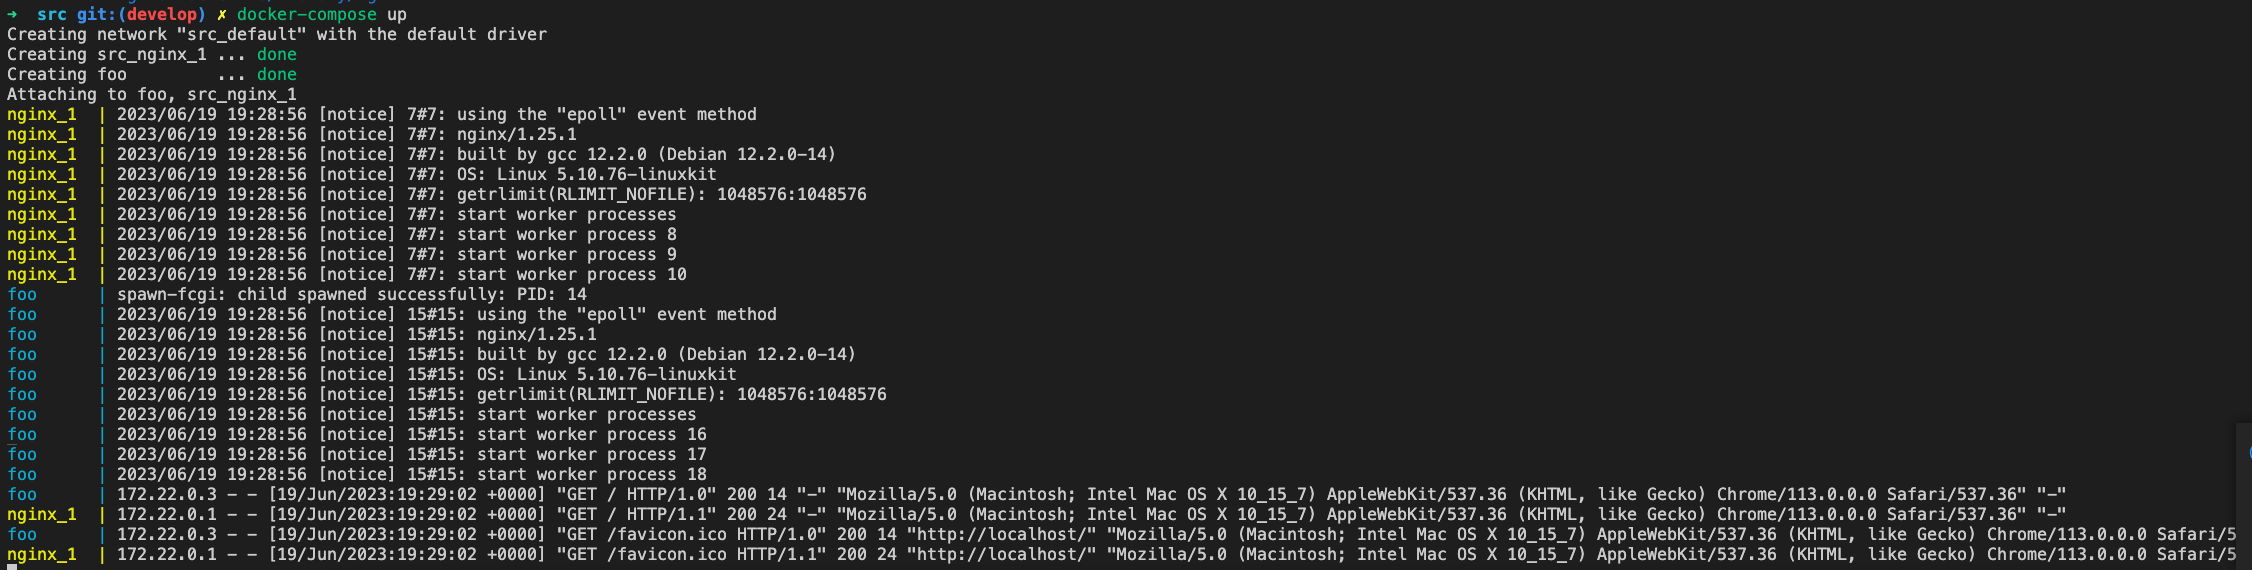 ➜  src git:(develop) ✗ docker-compose up
Creating network "src_default" with the default driver
Creating src_nginx_1 ... done
Creating foo         ... done
Attaching to foo, src_nginx_1
nginx_1  | 2023/06/19 19:28:56 [notice] 7#7: using the "epoll" event method
nginx_1  | 2023/06/19 19:28:56 [notice] 7#7: nginx/1.25.1
nginx_1  | 2023/06/19 19:28:56 [notice] 7#7: built by gcc 12.2.0 (Debian 12.2.0-14)
nginx_1  | 2023/06/19 19:28:56 [notice] 7#7: OS: Linux 5.10.76-linuxkit
nginx_1  | 2023/06/19 19:28:56 [notice] 7#7: getrlimit(RLIMIT_NOFILE): 1048576:1048576
nginx_1  | 2023/06/19 19:28:56 [notice] 7#7: start worker processes
nginx_1  | 2023/06/19 19:28:56 [notice] 7#7: start worker process 8
nginx_1  | 2023/06/19 19:28:56 [notice] 7#7: start worker process 9
nginx_1  | 2023/06/19 19:28:56 [notice] 7#7: start worker process 10
foo      | spawn-fcgi: child spawned successfully: PID: 14
foo      | 2023/06/19 19:28:56 [notice] 15#15: using the "epoll" event method
foo      | 2023/06/19 19:28:56 [notice] 15#15: nginx/1.25.1
foo      | 2023/06/19 19:28:56 [notice] 15#15: built by gcc 12.2.0 (Debian 12.2.0-14)
foo      | 2023/06/19 19:28:56 [notice] 15#15: OS: Linux 5.10.76-linuxkit
foo      | 2023/06/19 19:28:56 [notice] 15#15: getrlimit(RLIMIT_NOFILE): 1048576:1048576
foo      | 2023/06/19 19:28:56 [notice] 15#15: start worker processes
foo      | 2023/06/19 19:28:56 [notice] 15#15: start worker process 16
foo      | 2023/06/19 19:28:56 [notice] 15#15: start worker process 17
foo      | 2023/06/19 19:28:56 [notice] 15#15: start worker process 18
foo      | 172.22.0.3 - - [19/Jun/2023:19:29:02 +0000] "GET / HTTP/1.0" 200 14 "-" "Mozilla/5.0 (Macintosh; Intel Mac OS X 10_15_7) AppleWebKit/537.36 (KHTML, like Gecko) Chrome/113.0.0.0 Safari/537.36" "-"
nginx_1  | 172.22.0.1 - - [19/Jun/2023:19:29:02 +0000] "GET / HTTP/1.1" 200 24 "-" "Mozilla/5.0 (Macintosh; Intel Mac OS X 10_15_7) AppleWebKit/537.36 (KHTML, like Gecko) Chrome/113.0.0.0 Safari/537.36" "-"
foo      | 172.22.0.3 - - [19/Jun/2023:19:29:02 +0000] "GET /favicon.ico HTTP/1.0" 200 14 "http://localhost/" "Mozilla/5.0 (Macintosh; Intel Mac OS X 10_15_7) AppleWebKit/537.36 (KHTML, like Gecko) Chrome/113.0.0.0 Safari/5
nginx_1  | 172.22.0.1 - - [19/Jun/2023:19:29:02 +0000] "GET /favicon.ico HTTP/1.1" 200 24 "http://localhost/" "Mozilla/5.0 (Macintosh; Intel Mac OS X 10_15_7) AppleWebKit/537.36 (KHTML, like Gecko) Chrome/113.0.0.0 Safari/5